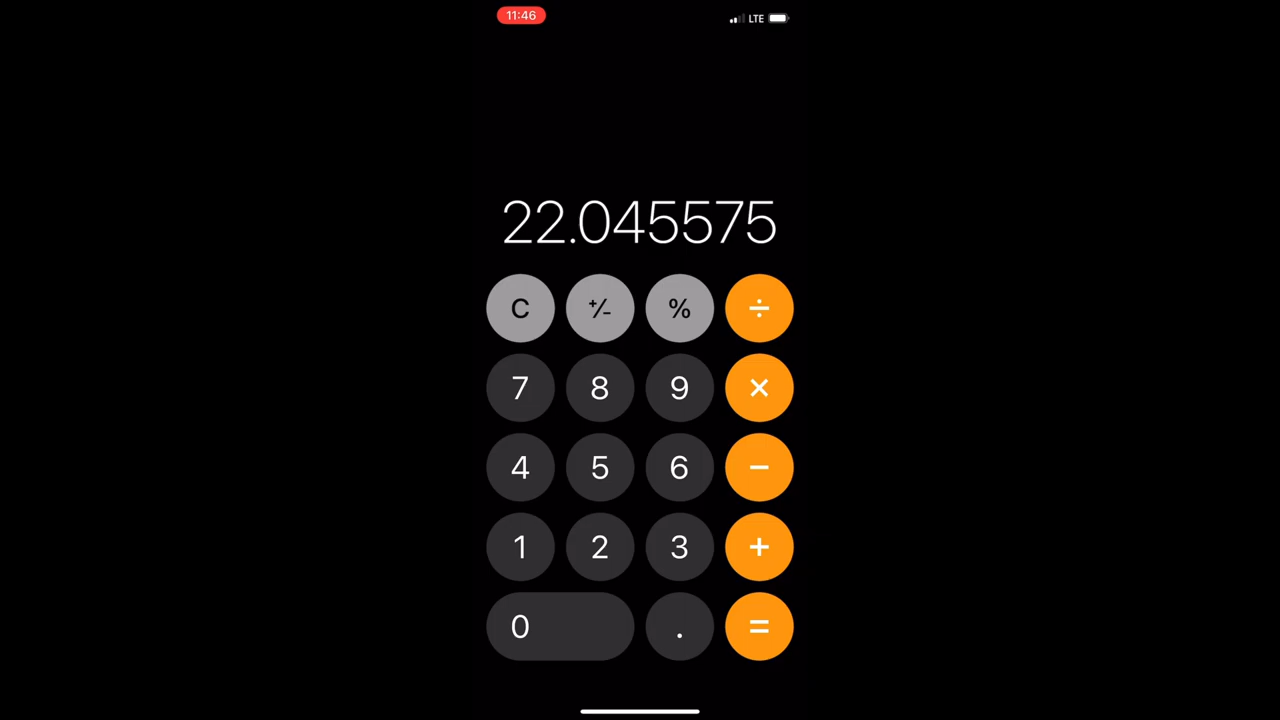 11:46 LTE
22.045575
C +/- % ÷
7 8 9 ×
4 5 6 −
1 2 3 +
0 . =